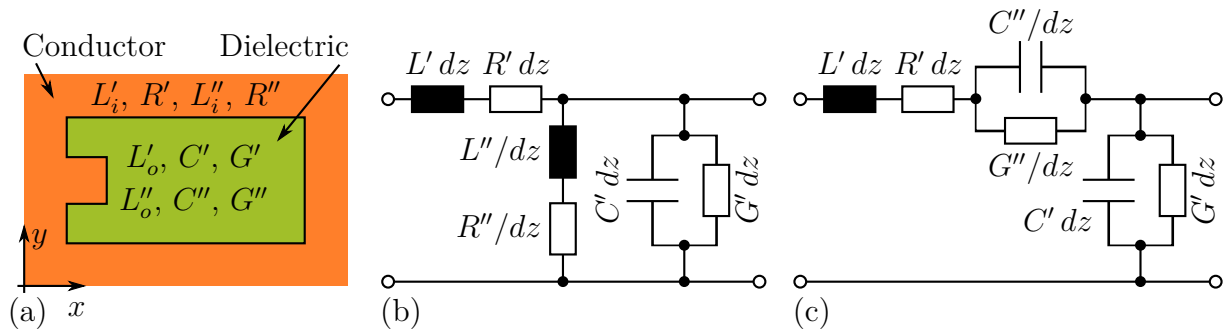 Conductor Dielectric
L'ᵢ, R', L''ᵢ, R''
L'ₒ, C', G'
L''ₒ, C'', G''
y
x
(a)
L' dz R' dz
L''/dz
R''/dz
C' dz
G' dz
(b)
C''/dz
L' dz R' dz
G''/dz
C' dz
G' dz
(c)